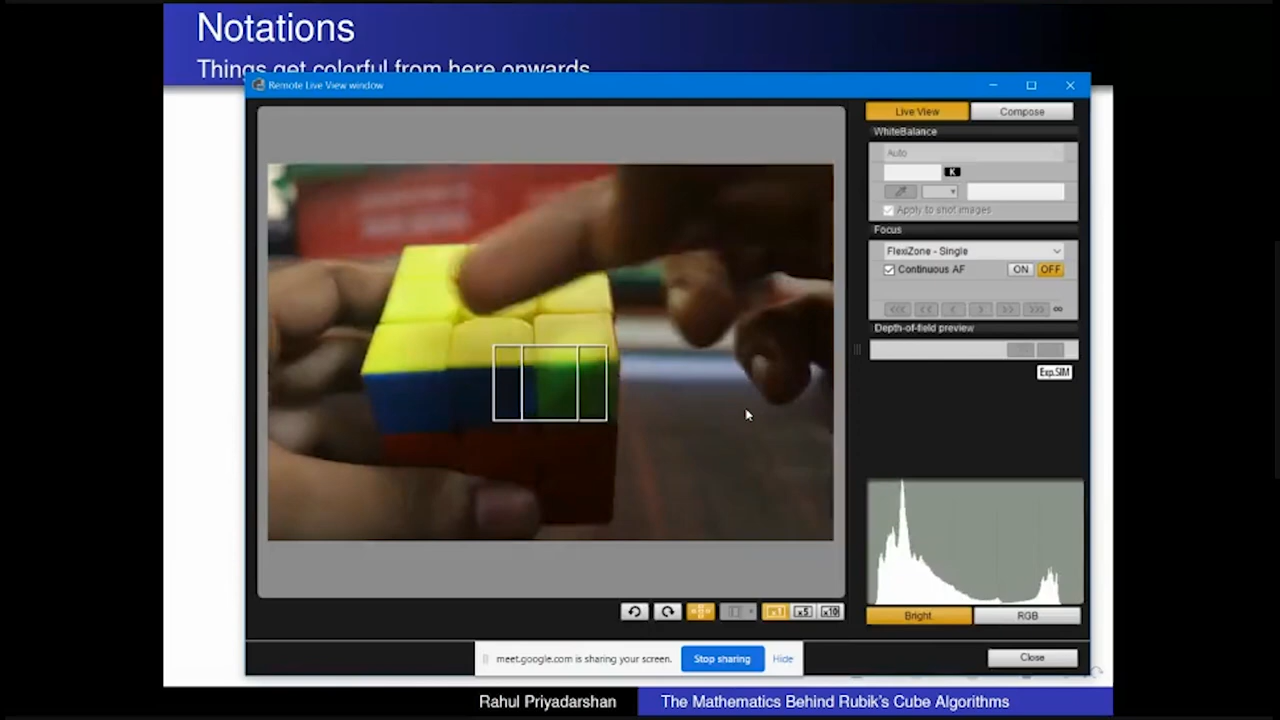 Notations
Things get colorful from here onwards
Remote Live View window
Live View
Compose
WhiteBalance
Auto
K
Apply to shot images
Focus
FlexiZone - Single
Continuous AF
ON
OFF
<<<
<<
<
>
>>
>>>
∞
Depth-of-field preview
Exp.SIM
x1
x5
x10
Bright
RGB
meet.google.com is sharing your screen.
Stop sharing
Hide
Close
Rahul Priyadarshan
The Mathematics Behind Rubik's Cube Algorithms